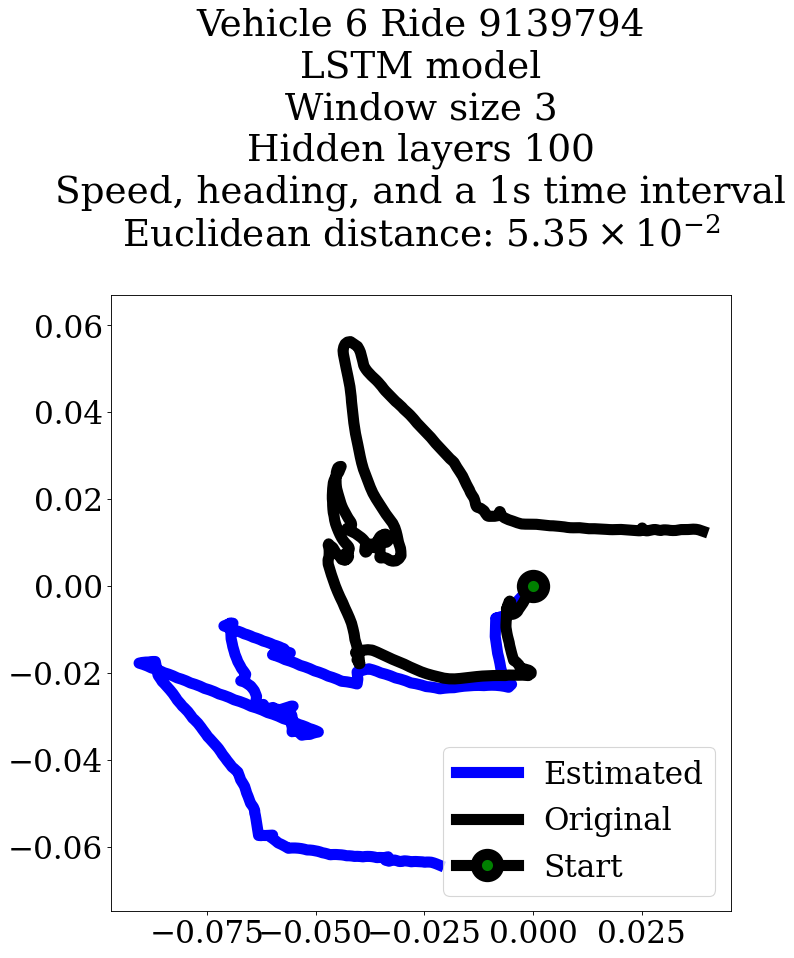 Vehicle 6 Ride 9139794
LSTM model
Window size 3
Hidden layers 100
Speed, heading, and a 1s time interval
Euclidean distance: 5.35 × 10⁻²
0.06
0.04
0.02
0.00
−0.02
−0.04
−0.06
Estimated
Original
Start
−0.075 −0.050 −0.025 0.000 0.025